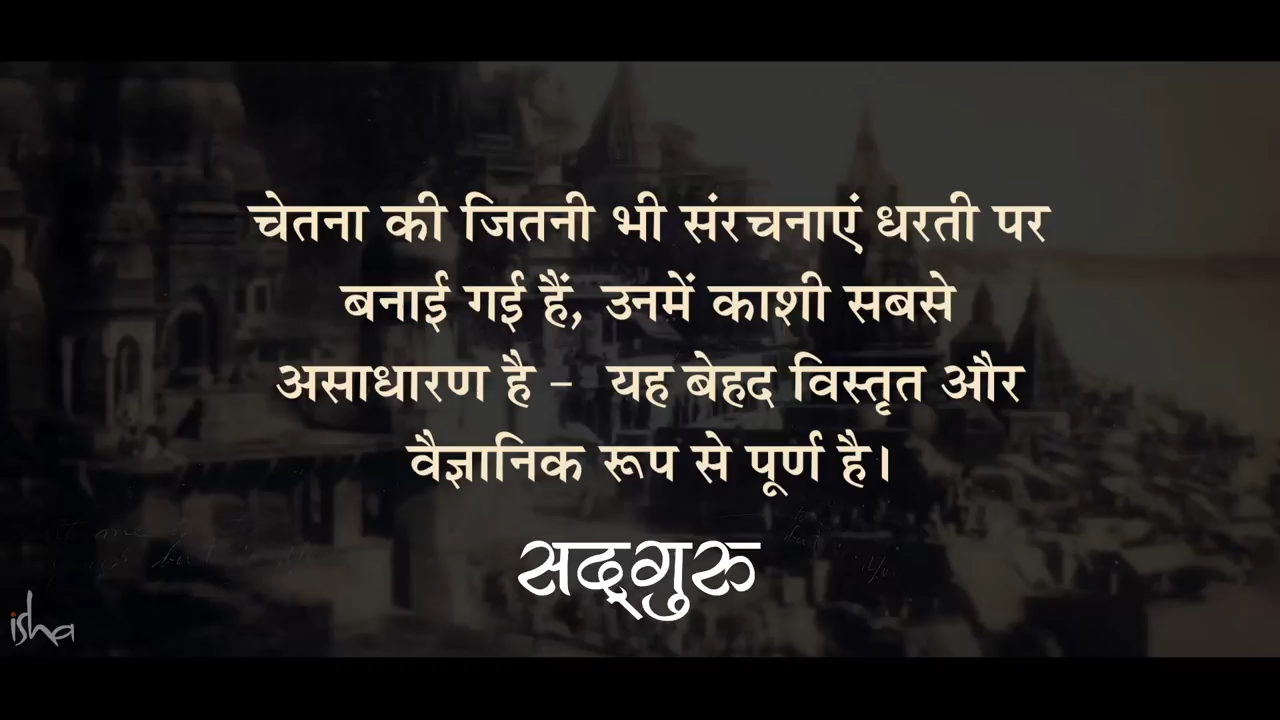 चेतना की जितनी भी संरचनाएं धरती पर
बनाई गई हैं, उनमें काशी सबसे
असाधारण है – यह बेहद विस्तृत और
वैज्ञानिक रूप से पूर्ण है।
सद्गुरु
isha